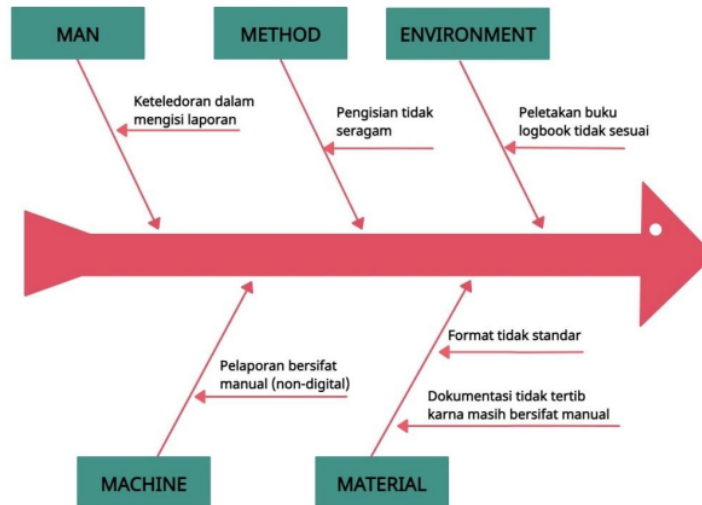 MAN
METHOD
ENVIRONMENT
Keteledoran dalam
mengisi laporan
Pengisian tidak
seragam
Peletakan buku
logbook tidak sesuai
Format tidak standar
Pelaporan bersifat
manual (non-digital)
Dokumentasi tidak tertib
karna masih bersifat manual
MACHINE
MATERIAL